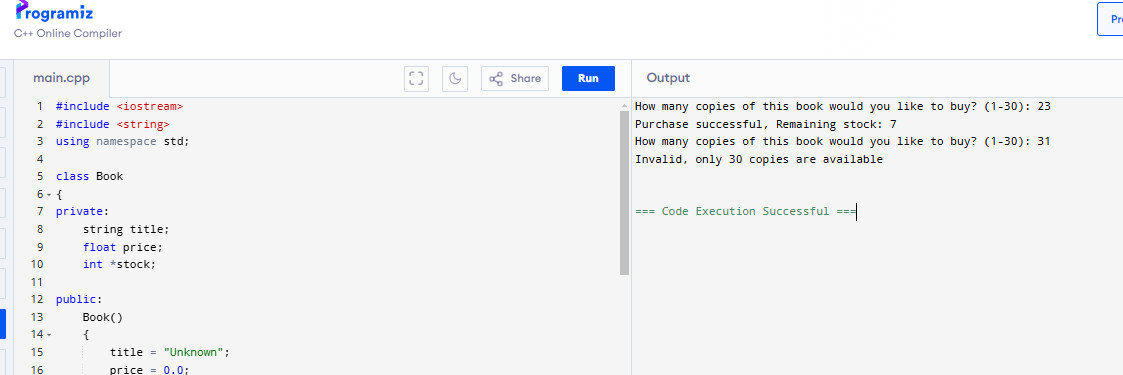 Programiz
C++ Online Compiler
Pr
main.cpp
Share
Run
Output
1 #include <iostream>
2 #include <string>
3 using namespace std;
4
5 class Book
6 {
7 private:
8 string title;
9 float price;
10 int *stock;
11
12 public:
13 Book()
14 {
15 title = "Unknown";
16 price = 0.0;
How many copies of this book would you like to buy? (1-30): 23
Purchase successful, Remaining stock: 7
How many copies of this book would you like to buy? (1-30): 31
Invalid, only 30 copies are available
=== Code Execution Successful ===